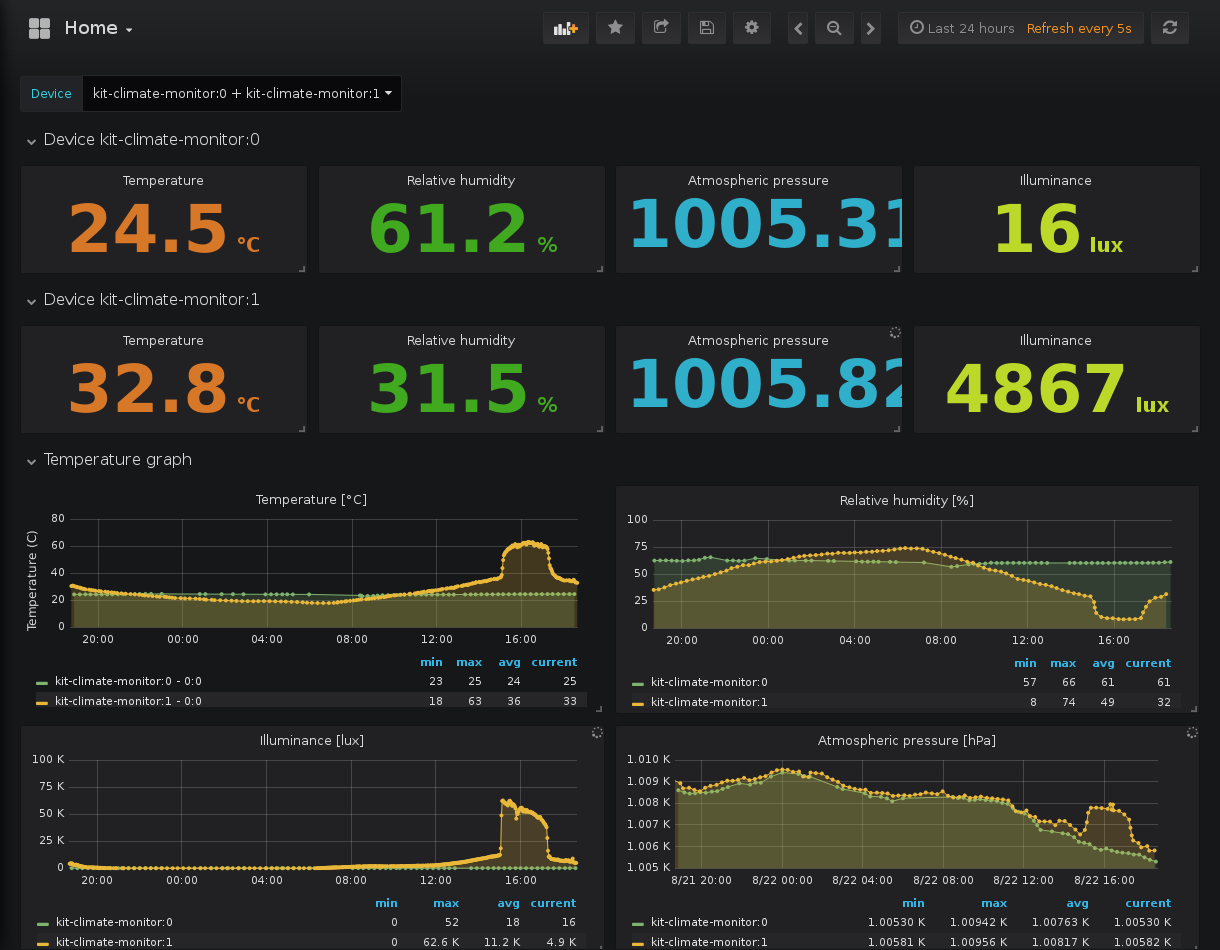 Home
Last 24 hours Refresh every 5s
Device kit-climate-monitor:0 + kit-climate-monitor:1
Device kit-climate-monitor:0
Temperature Relative humidity Atmospheric pressure Illuminance
24.5 °C 61.2 % 1005.31 16 lux
Device kit-climate-monitor:1
Temperature Relative humidity Atmospheric pressure Illuminance
32.8 °C 31.5 % 1005.82 4867 lux
Temperature graph
Temperature [°C]
Temperature (C)
80
60
40
20
0
20:00 00:00 04:00 08:00 12:00 16:00
min max avg current
kit-climate-monitor:0 - 0:0 23 25 24 25
kit-climate-monitor:1 - 0:0 18 63 36 33
Relative humidity [%]
100
75
50
25
0
20:00 00:00 04:00 08:00 12:00 16:00
min max avg current
kit-climate-monitor:0 57 66 61 61
kit-climate-monitor:1 8 74 49 32
Illuminance [lux]
100 K
75 K
50 K
25 K
0
20:00 00:00 04:00 08:00 12:00 16:00
min max avg current
kit-climate-monitor:0 0 52 18 16
kit-climate-monitor:1 0 62.6 K 11.2 K 4.9 K
Atmospheric pressure [hPa]
1.010 K
1.009 K
1.008 K
1.007 K
1.006 K
1.005 K
8/21 20:00 8/22 00:00 8/22 04:00 8/22 08:00 8/22 12:00 8/22 16:00
min max avg current
kit-climate-monitor:0 1.00530 K 1.00942 K 1.00763 K 1.00530 K
kit-climate-monitor:1 1.00581 K 1.00956 K 1.00817 K 1.00582 K